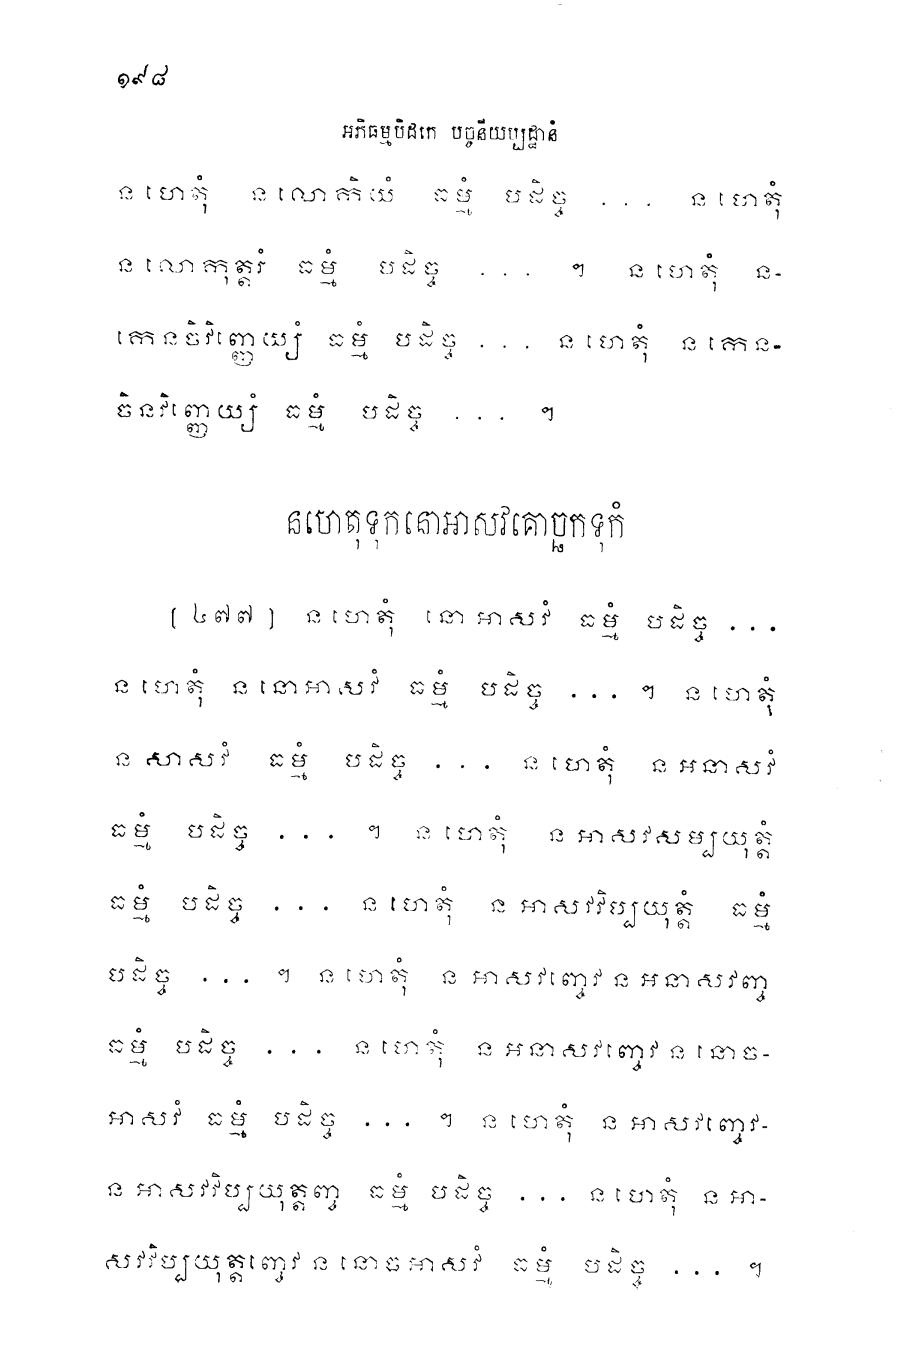 ១៩៨
អភិធម្មបិដកេ បច្ចនីយប្បដ្ឋានំ
នហេតុំ នលោកិយំ ធម្មំ បដិច្ច ... នហេតុំ
នលោកុត្តរំ ធម្មំ បដិច្ច ... ។ នហេតុំ ន-
កេនចិវិញ្ញេយ្យំ ធម្មំ បដិច្ច ... នហេតុំ នកេន-
ចិនវិញ្ញេយ្យំ ធម្មំ បដិច្ច ... ។
នហេតុទុកនោអាសវគោច្ឆកទុកំ
[៤៧៧] នហេតុំ នោអាសវំ ធម្មំ បដិច្ច ...
នហេតុំ ននោអាសវំ ធម្មំ បដិច្ច ... ។ នហេតុំ
នសាសវំ ធម្មំ បដិច្ច ... នហេតុំ នអនាសវំ
ធម្មំ បដិច្ច ... ។ នហេតុំ នអាសវសម្បយុត្តំ
ធម្មំ បដិច្ច ... នហេតុំ នអាសវវិប្បយុត្តំ ធម្មំ
បដិច្ច ... ។ នហេតុំ នអាសវញ្ចេវនអនាសវញ្ច
ធម្មំ បដិច្ច ... នហេតុំ នអនាសវញ្ចេវននោច-
អាសវំ ធម្មំ បដិច្ច ... ។ នហេតុំ នអាសវញ្ចេវ-
នអាសវវិប្បយុត្តញ្ច ធម្មំ បដិច្ច ... នហេតុំ នអា-
សវវិប្បយុត្តញ្ចេវននោចអាសវំ ធម្មំ បដិច្ច ... ។